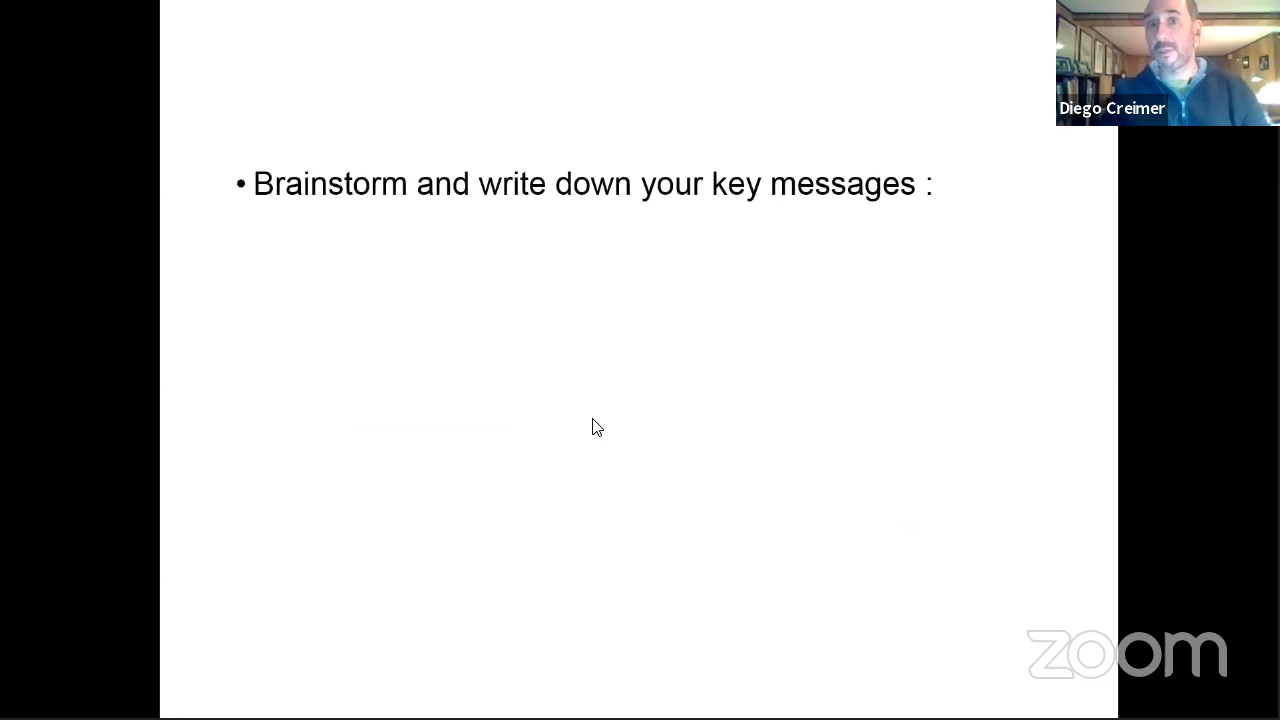 Diego Creimer
• Brainstorm and write down your key messages :
zoom